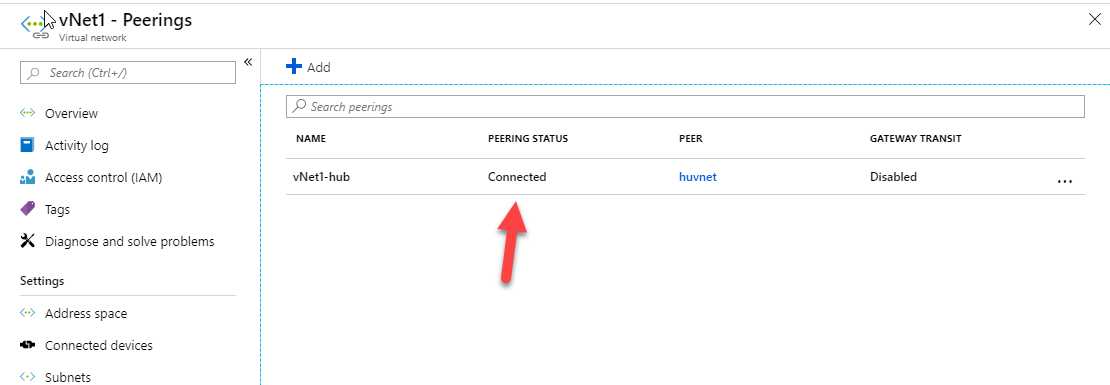 vNet1 - Peerings
Virtual network
Search (Ctrl+/)
«
Overview
Activity log
Access control (IAM)
Tags
Diagnose and solve problems
Settings
Address space
Connected devices
Subnets
Add
Search peerings
NAME PEERING STATUS PEER GATEWAY TRANSIT
vNet1-hub Connected huvnet Disabled ...